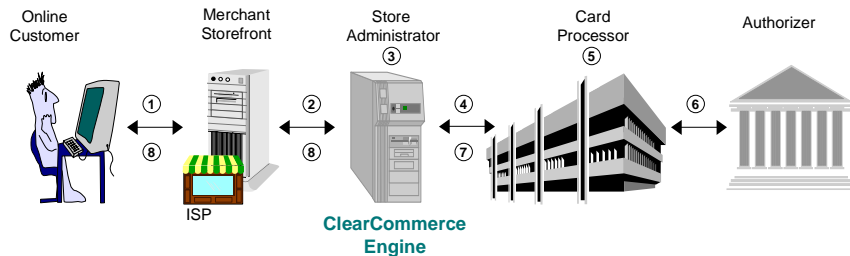 Online
Customer
Merchant
Storefront
Store
Administrator
③
Card
Processor
⑤
Authorizer
①
⑧
②
⑧
④
⑦
⑥
ISP
ClearCommerce
Engine